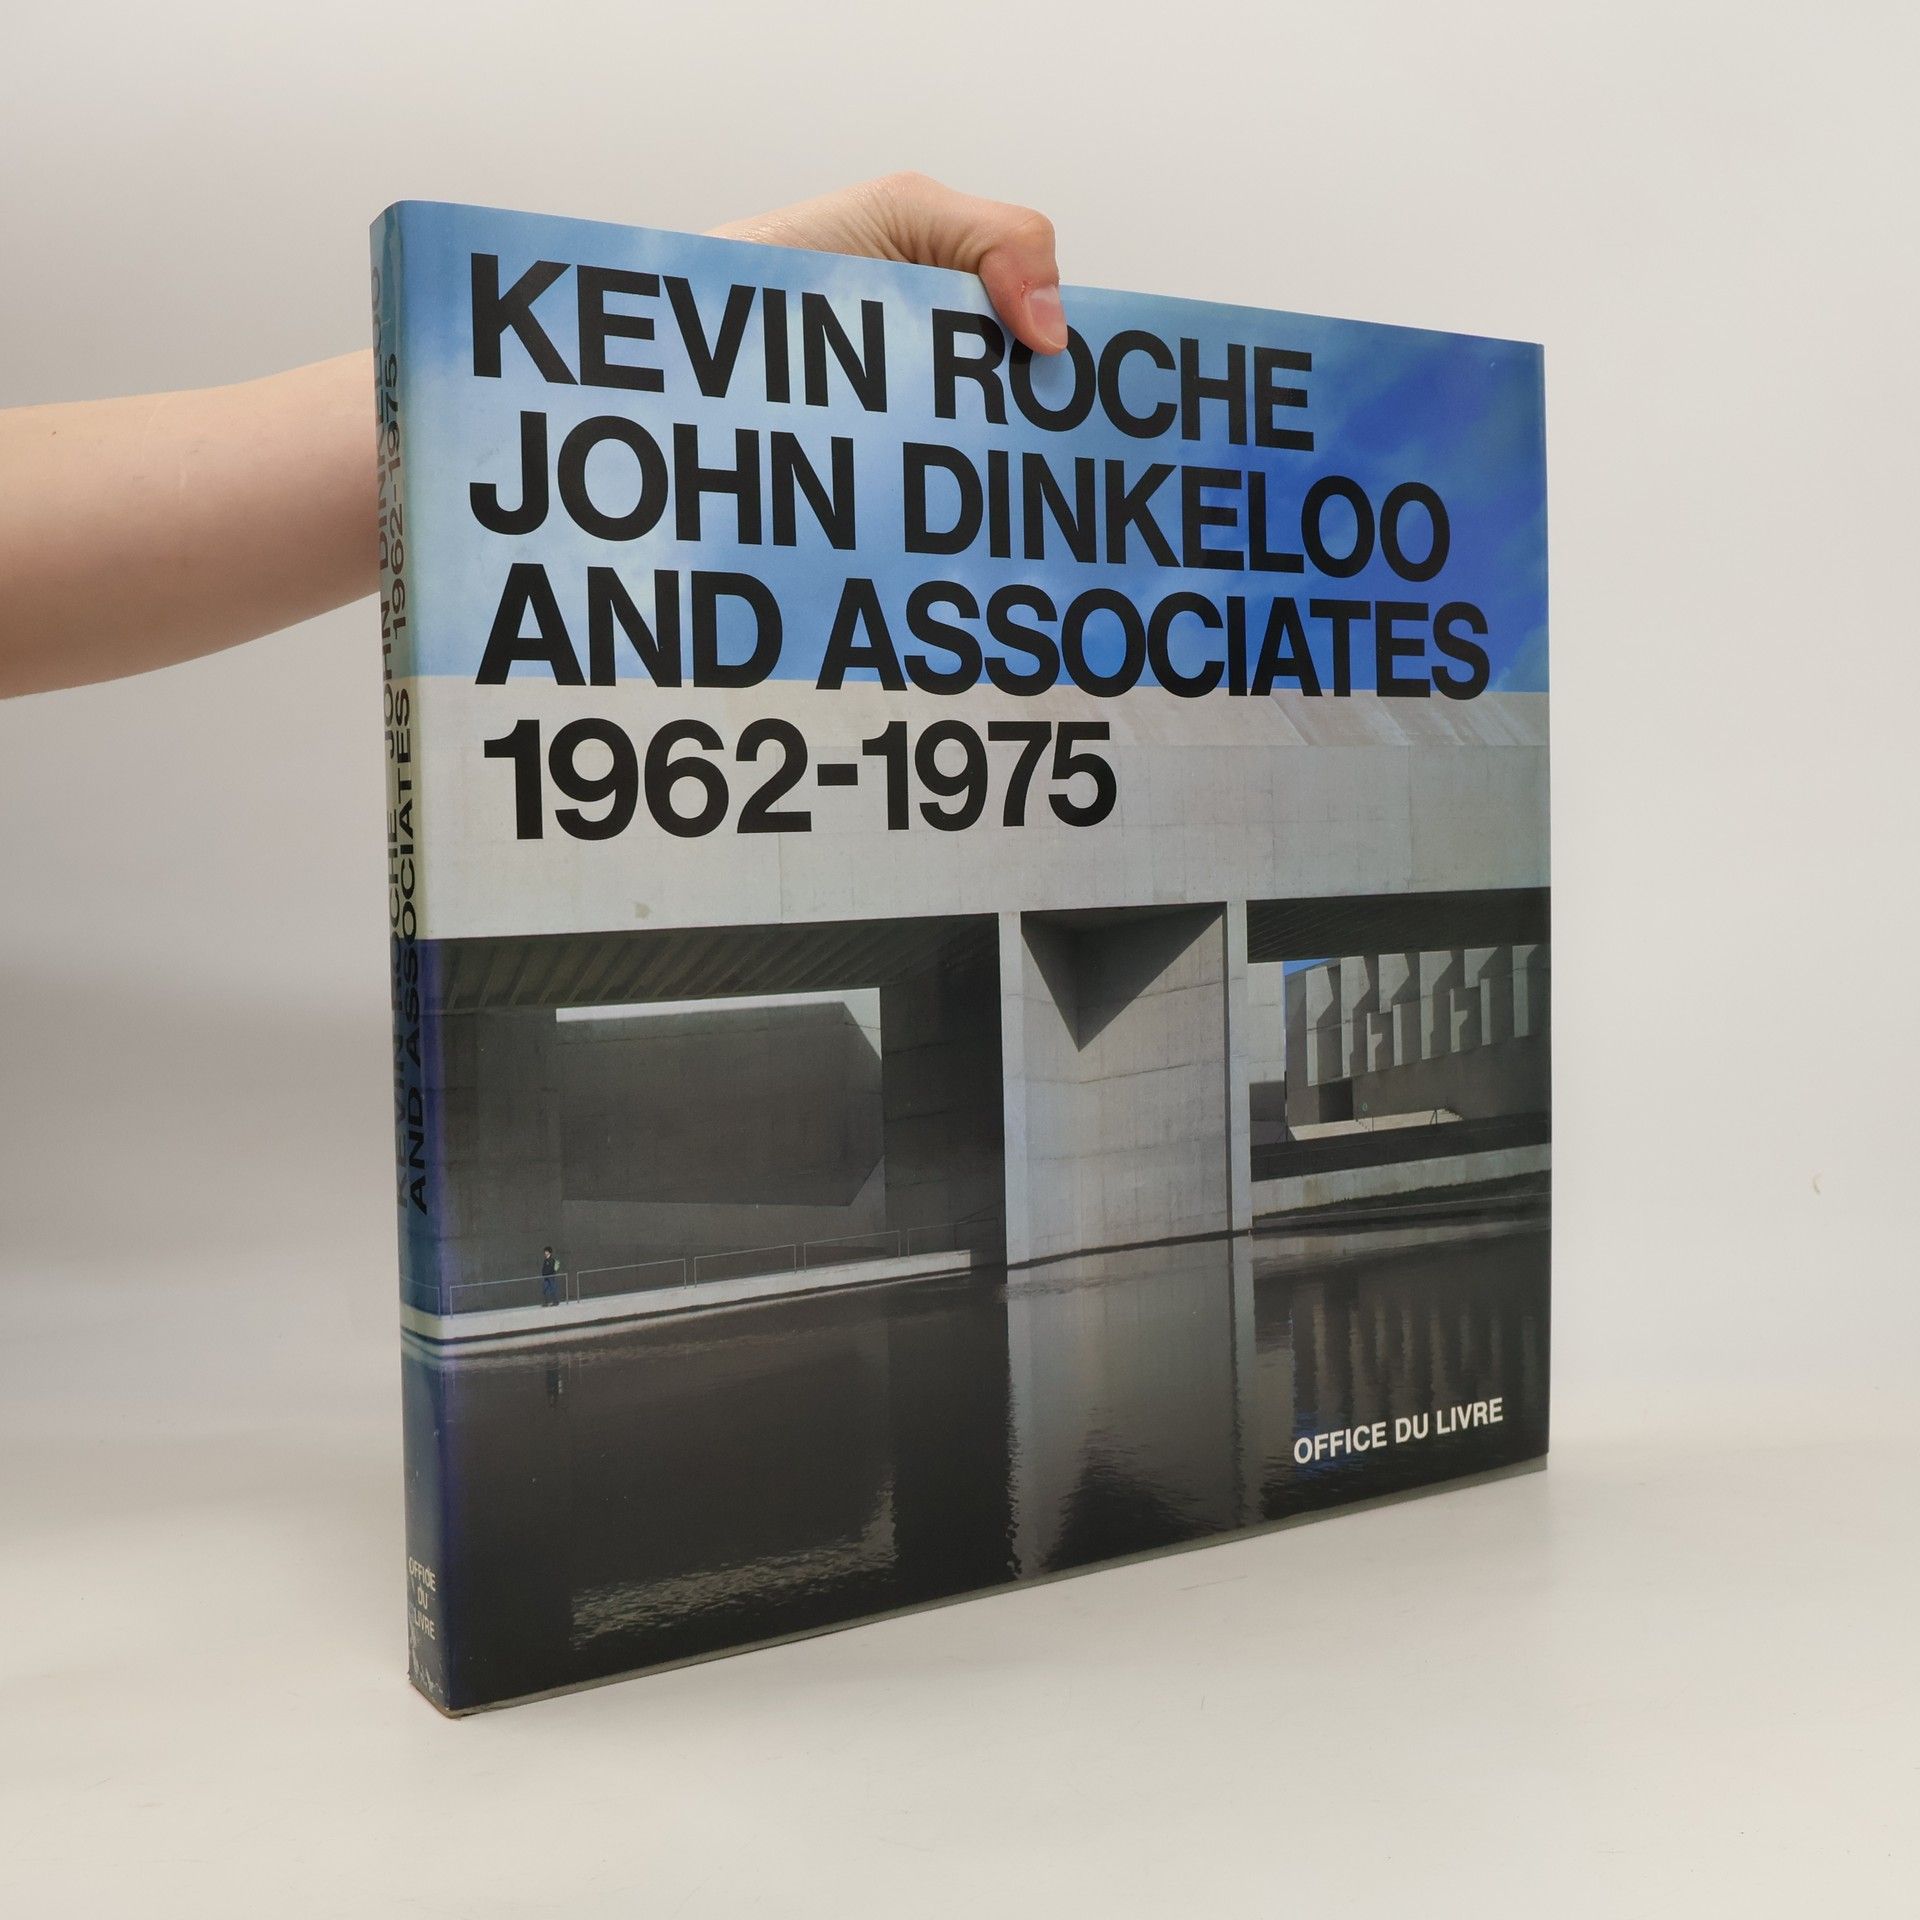 KEVIN ROCHE
JOHN DINKELOO
AND ASSOCIATES
1962-1975
OFFICE DU LIVRE
KEVIN ROCHE JOHN DINKELOO
AND ASSOCIATES 1962-1975
OFFICE
DU
LIVRE